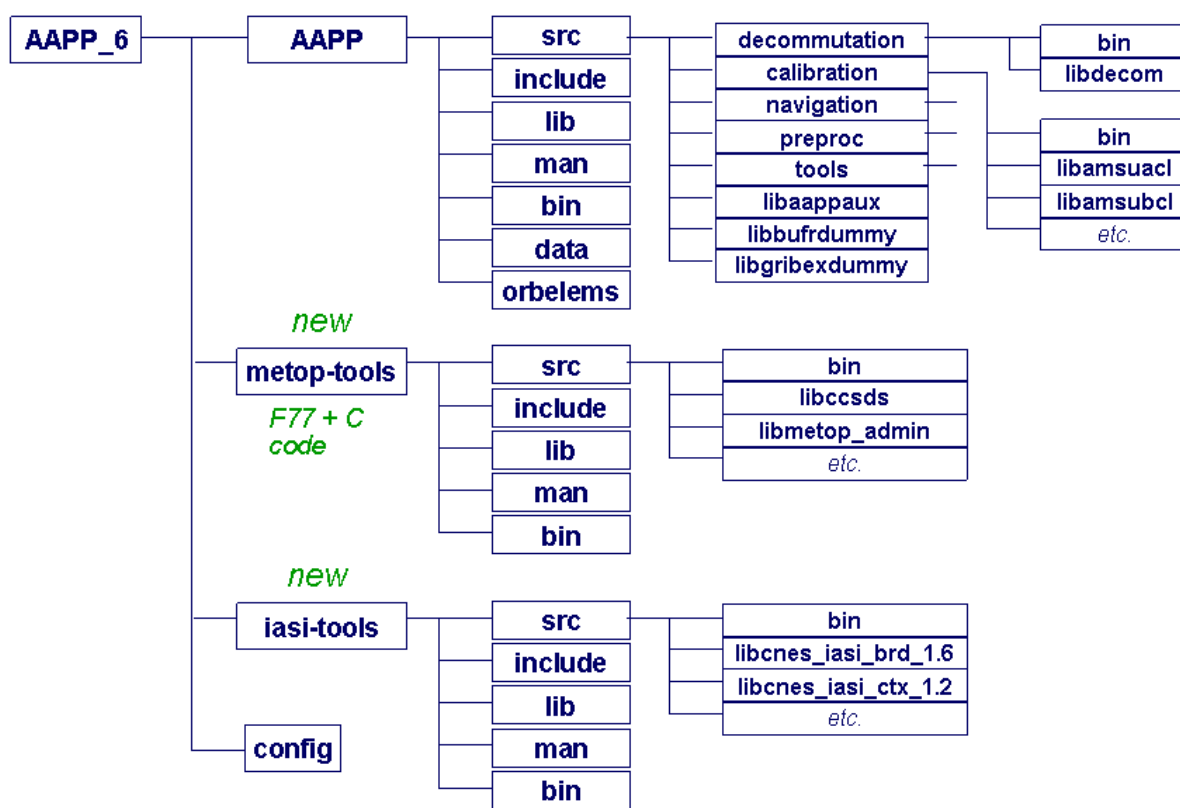 AAPP_6
AAPP
src
include
lib
man
bin
data
orbelems
decommutation
calibration
navigation
preproc
tools
libaappaux
libbufrdummy
libgribexdummy
bin
libdecom
bin
libamsuacl
libamsubcl
etc.
new
metop-tools
F77 + C
code
src
include
lib
man
bin
bin
libccsds
libmetop_admin
etc.
new
iasi-tools
src
include
lib
man
bin
bin
libcnes_iasi_brd_1.6
libcnes_iasi_ctx_1.2
etc.
config